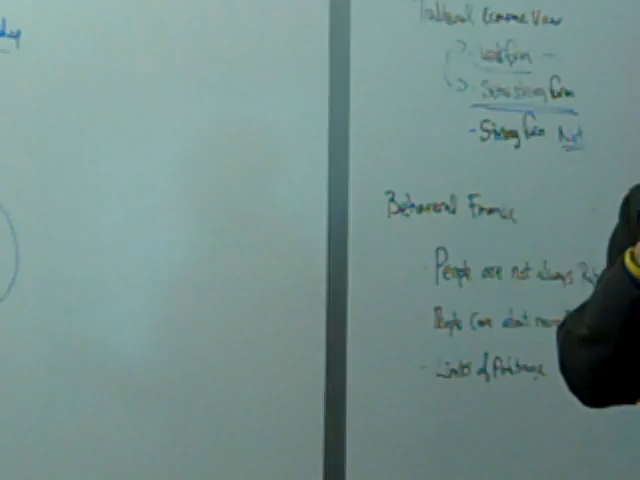 Traditional Economic View
Weak form -
Semi strong form
- Strong form Not
Behavioral Finance
People are not always
People care about
- Limits of Arbitrage